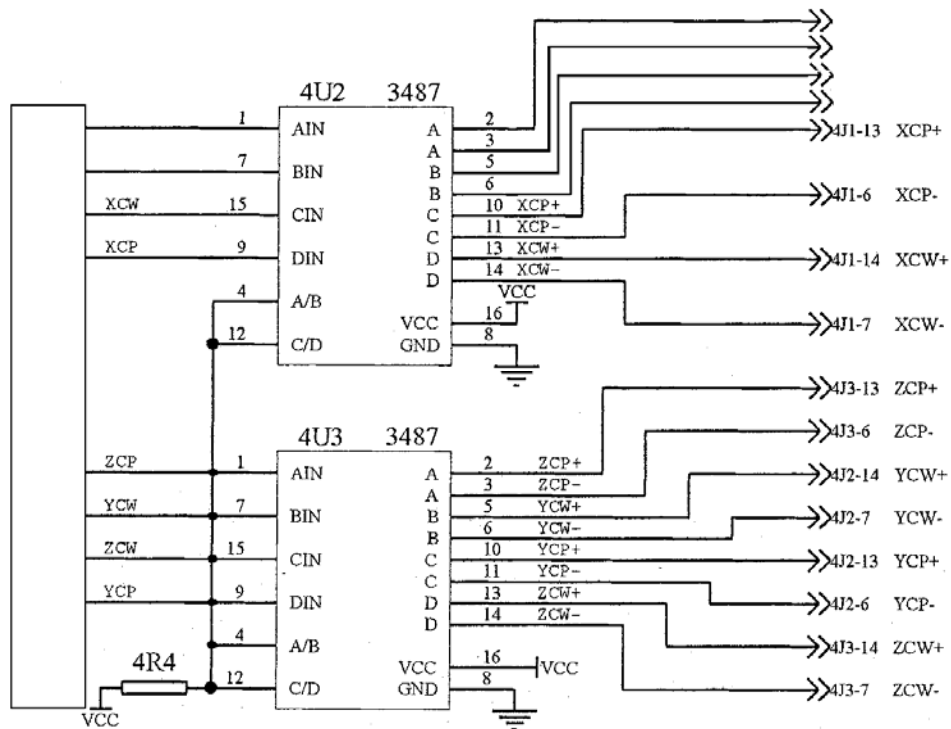 4U2 3487
1 AIN A 2
A 3
7 BIN B 5
B 6
XCW 15 CIN C 10 XCP+
C 11 XCP-
XCP 9 DIN D 13 XCW+
D 14 XCW-
4 A/B VCC
VCC 16
12 C/D GND 8
4J1-13 XCP+
4J1-6 XCP-
4J1-14 XCW+
4J1-7 XCW-
4U3 3487
ZCP 1 AIN A 2 ZCP+
A 3 ZCP-
YCW 7 BIN B 5 YCW+
B 6 YCW-
ZCW 15 CIN C 10 YCP+
C 11 YCP-
YCP 9 DIN D 13 ZCW+
D 14 ZCW-
4 A/B
VCC 16 VCC
4R4 12 C/D GND 8
VCC
4J3-13 ZCP+
4J3-6 ZCP-
4J2-14 YCW+
4J2-7 YCW-
4J2-13 YCP+
4J2-6 YCP-
4J3-14 ZCW+
4J3-7 ZCW-